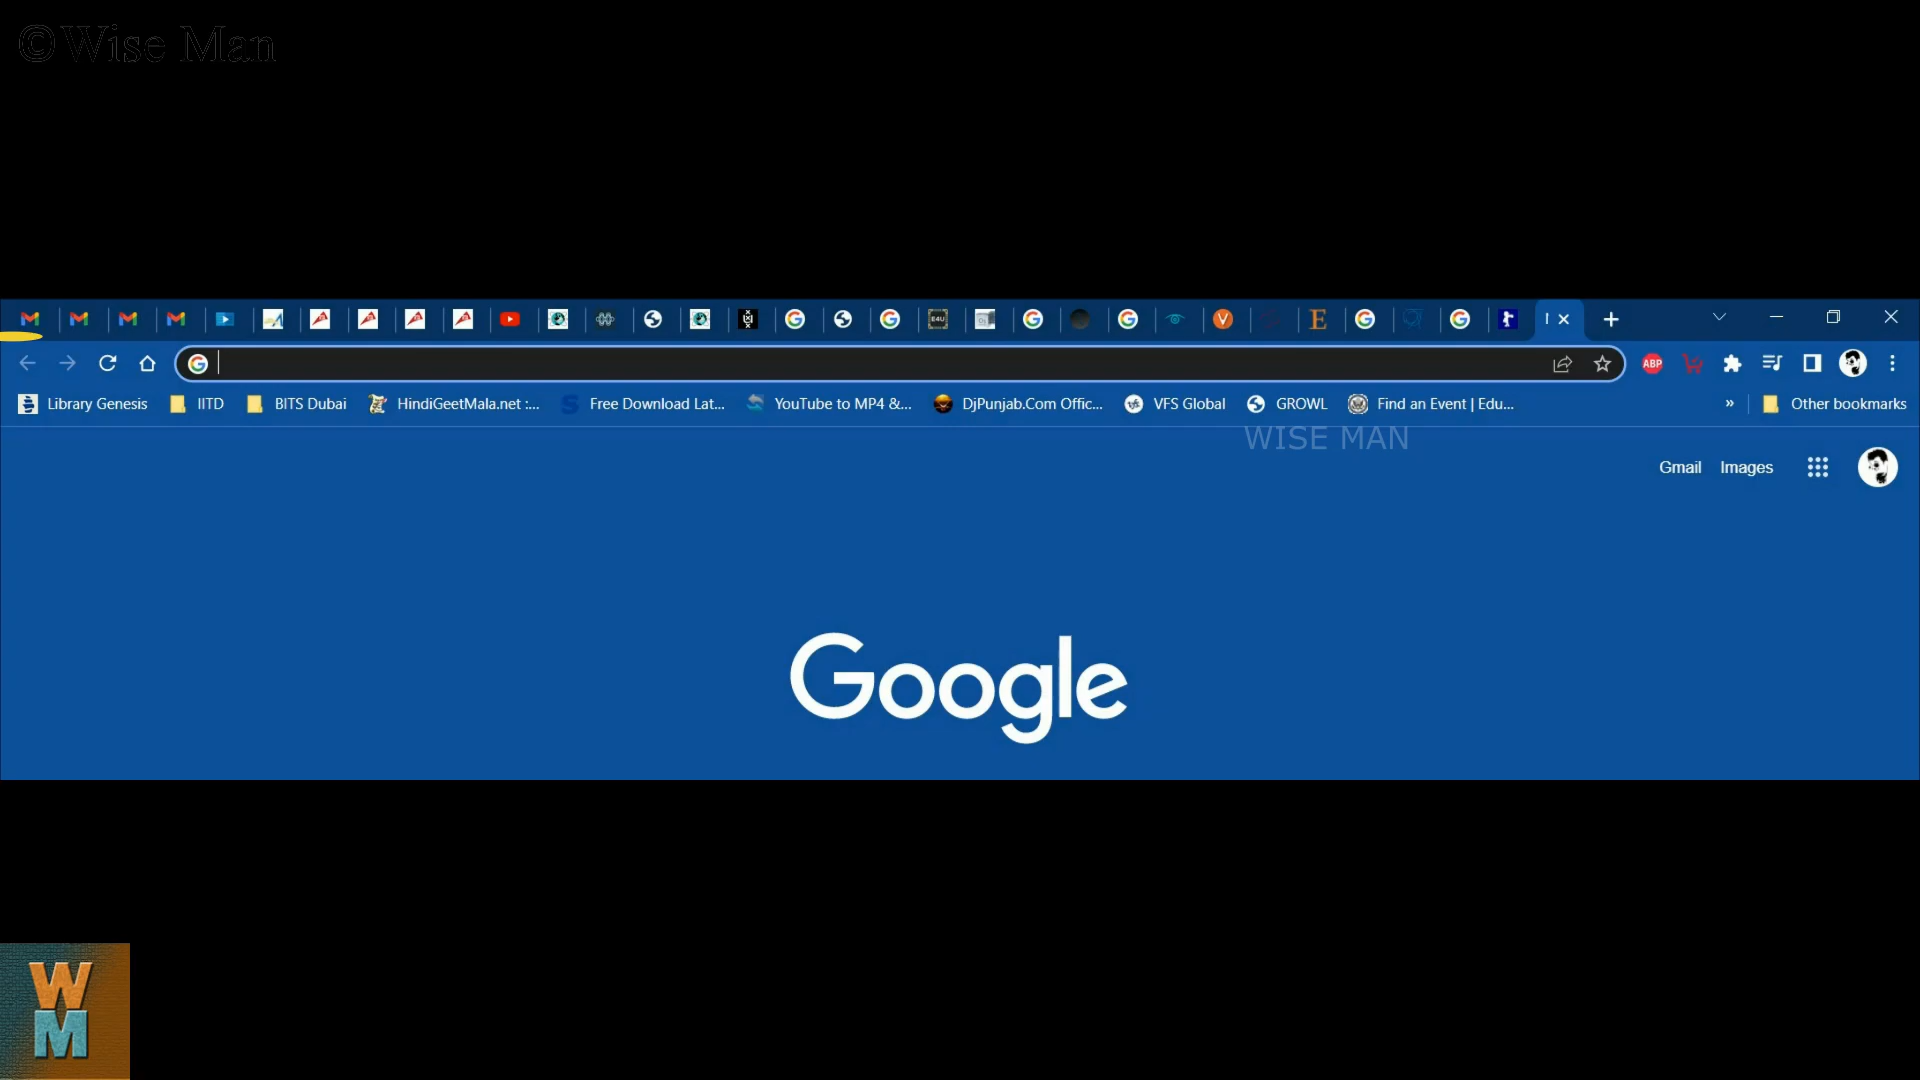 ©Wise Man
E4U
E
ABP
Library Genesis IITD BITS Dubai HindiGeetMala.net :... Free Download Lat... YouTube to MP4 &... DjPunjab.Com Offic... VFS Global GROWL Find an Event | Edu... » Other bookmarks
WISE MAN
Gmail Images
Google
W
M